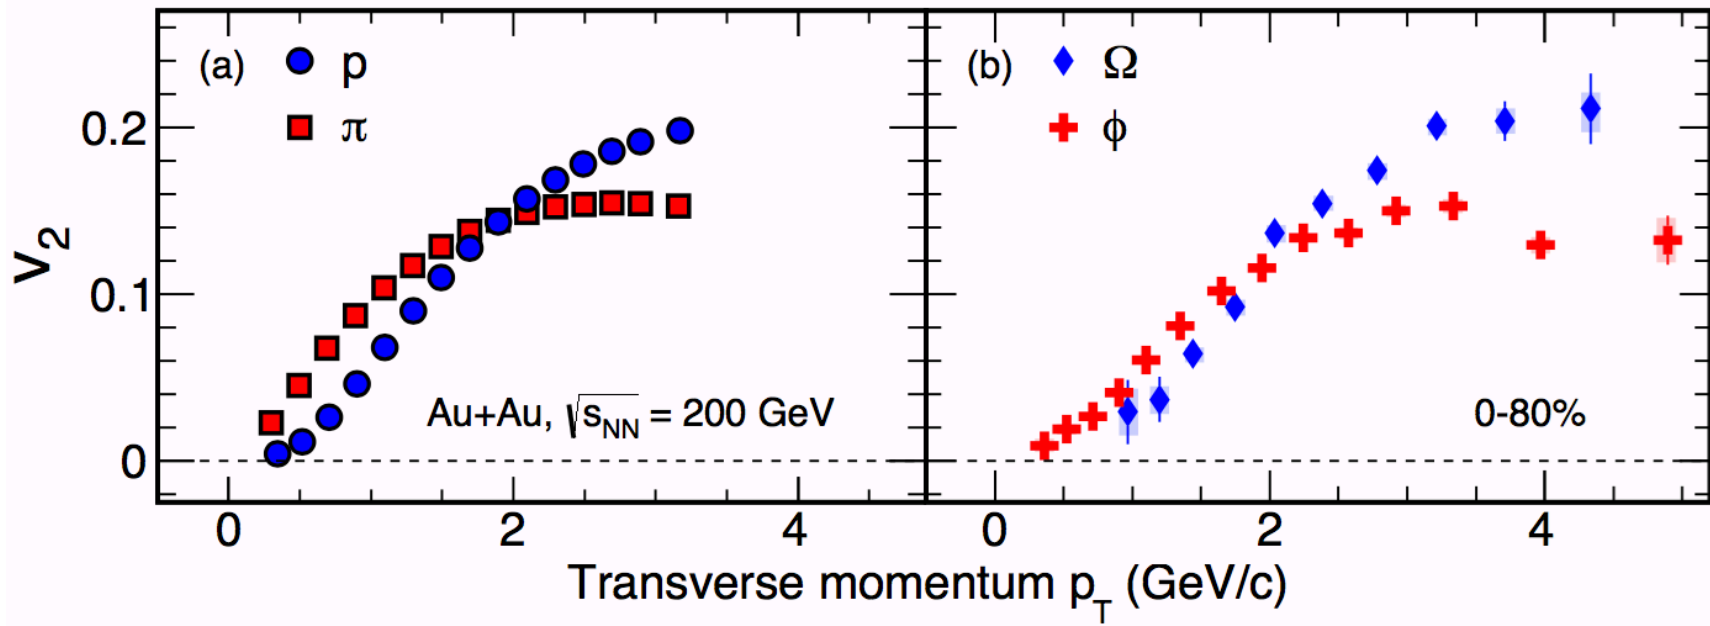 (a) p
π
(b) Ω
ϕ
v2
0.2
0.1
0
Au+Au, √sNN = 200 GeV
0-80%
0 2 4
0 2 4
Transverse momentum pT (GeV/c)